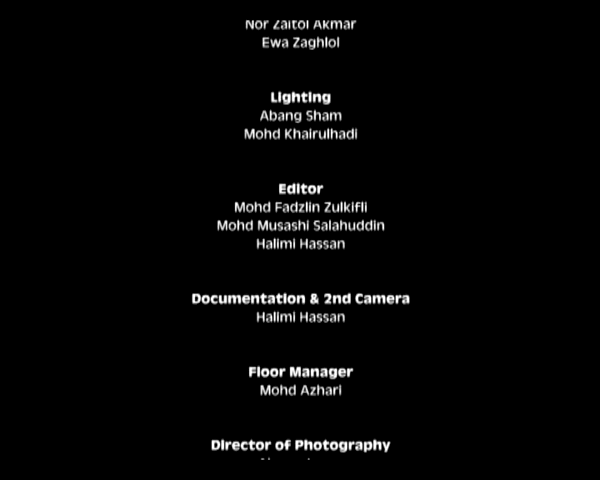 Nor Zaitol Akmar
Ewa Zaghlol
Lighting
Abang Sham
Mohd Khairulhadi
Editor
Mohd Fadzlin Zulkifli
Mohd Musashi Salahuddin
Halimi Hassan
Documentation & 2nd Camera
Halimi Hassan
Floor Manager
Mohd Azhari
Director of Photography